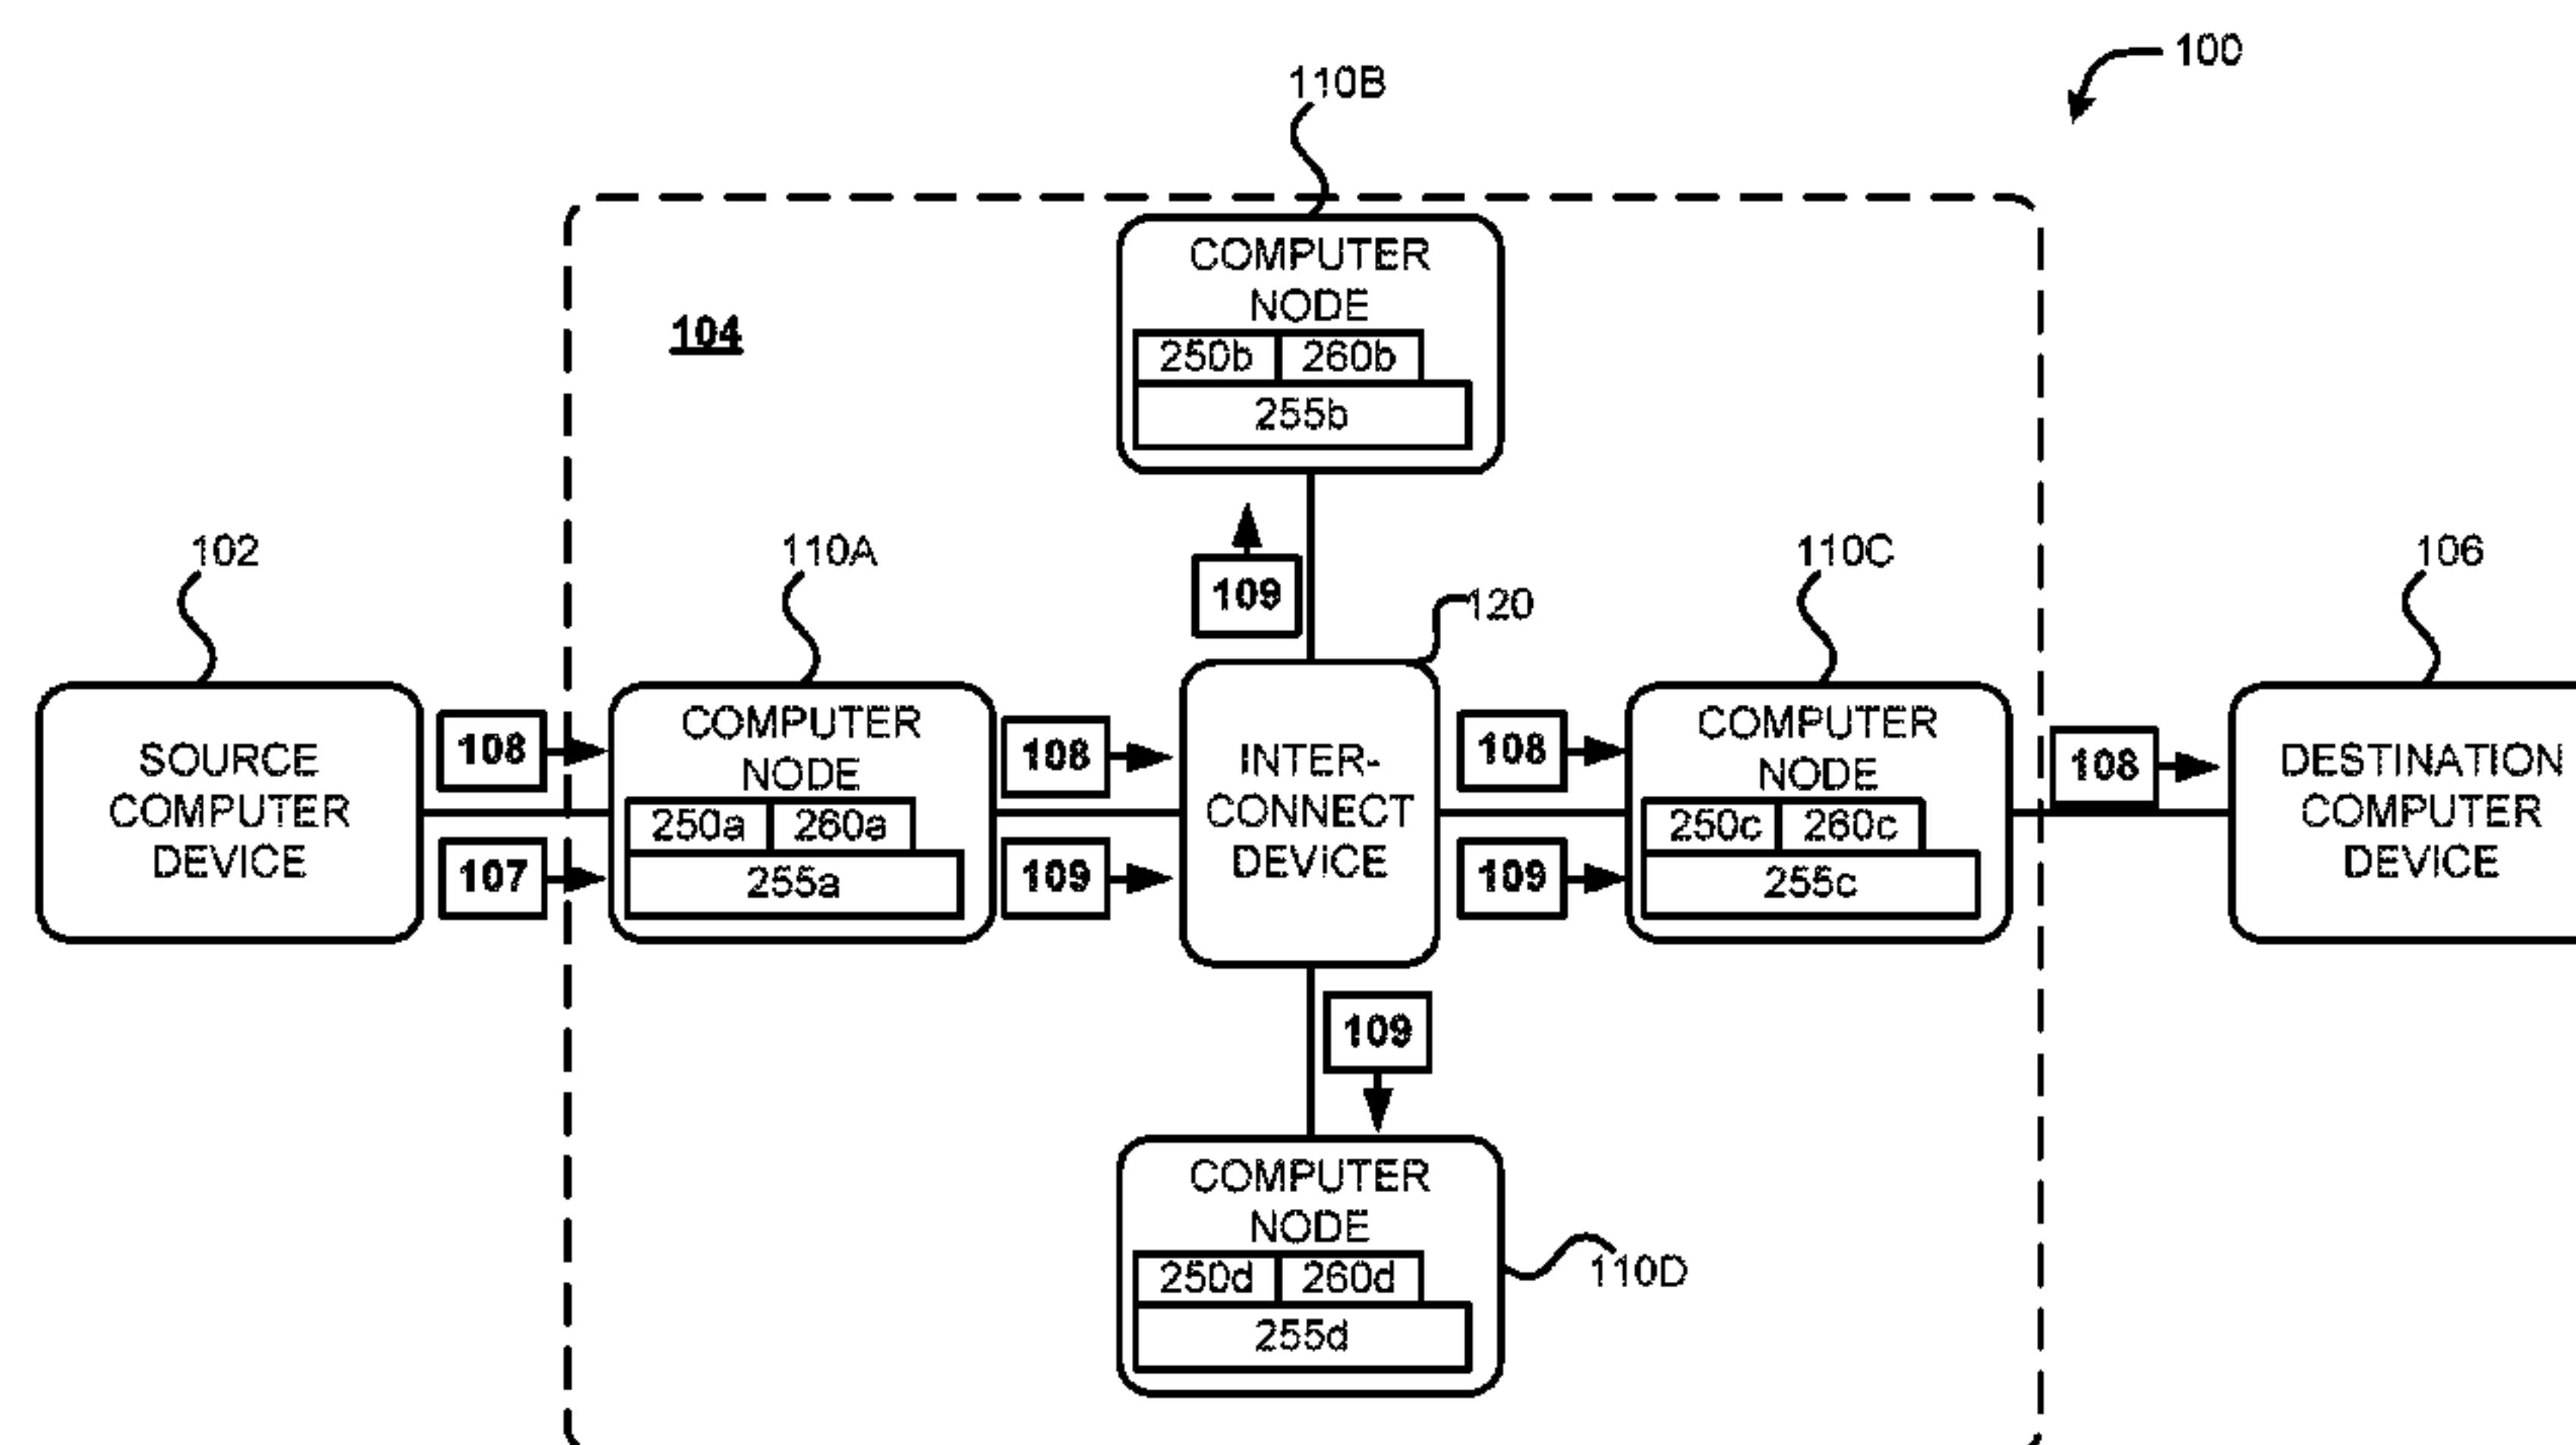 100
110B
COMPUTER
NODE
250b 260b
255b
104
109
102
110A
110C
106
120
SOURCE
COMPUTER
DEVICE
108
107
COMPUTER
NODE
250a 260a
255a
108
109
INTER-
CONNECT
DEVICE
108
109
COMPUTER
NODE
250c 260c
255c
108
DESTINATION
COMPUTER
DEVICE
109
COMPUTER
NODE
250d 260d
255d
110D